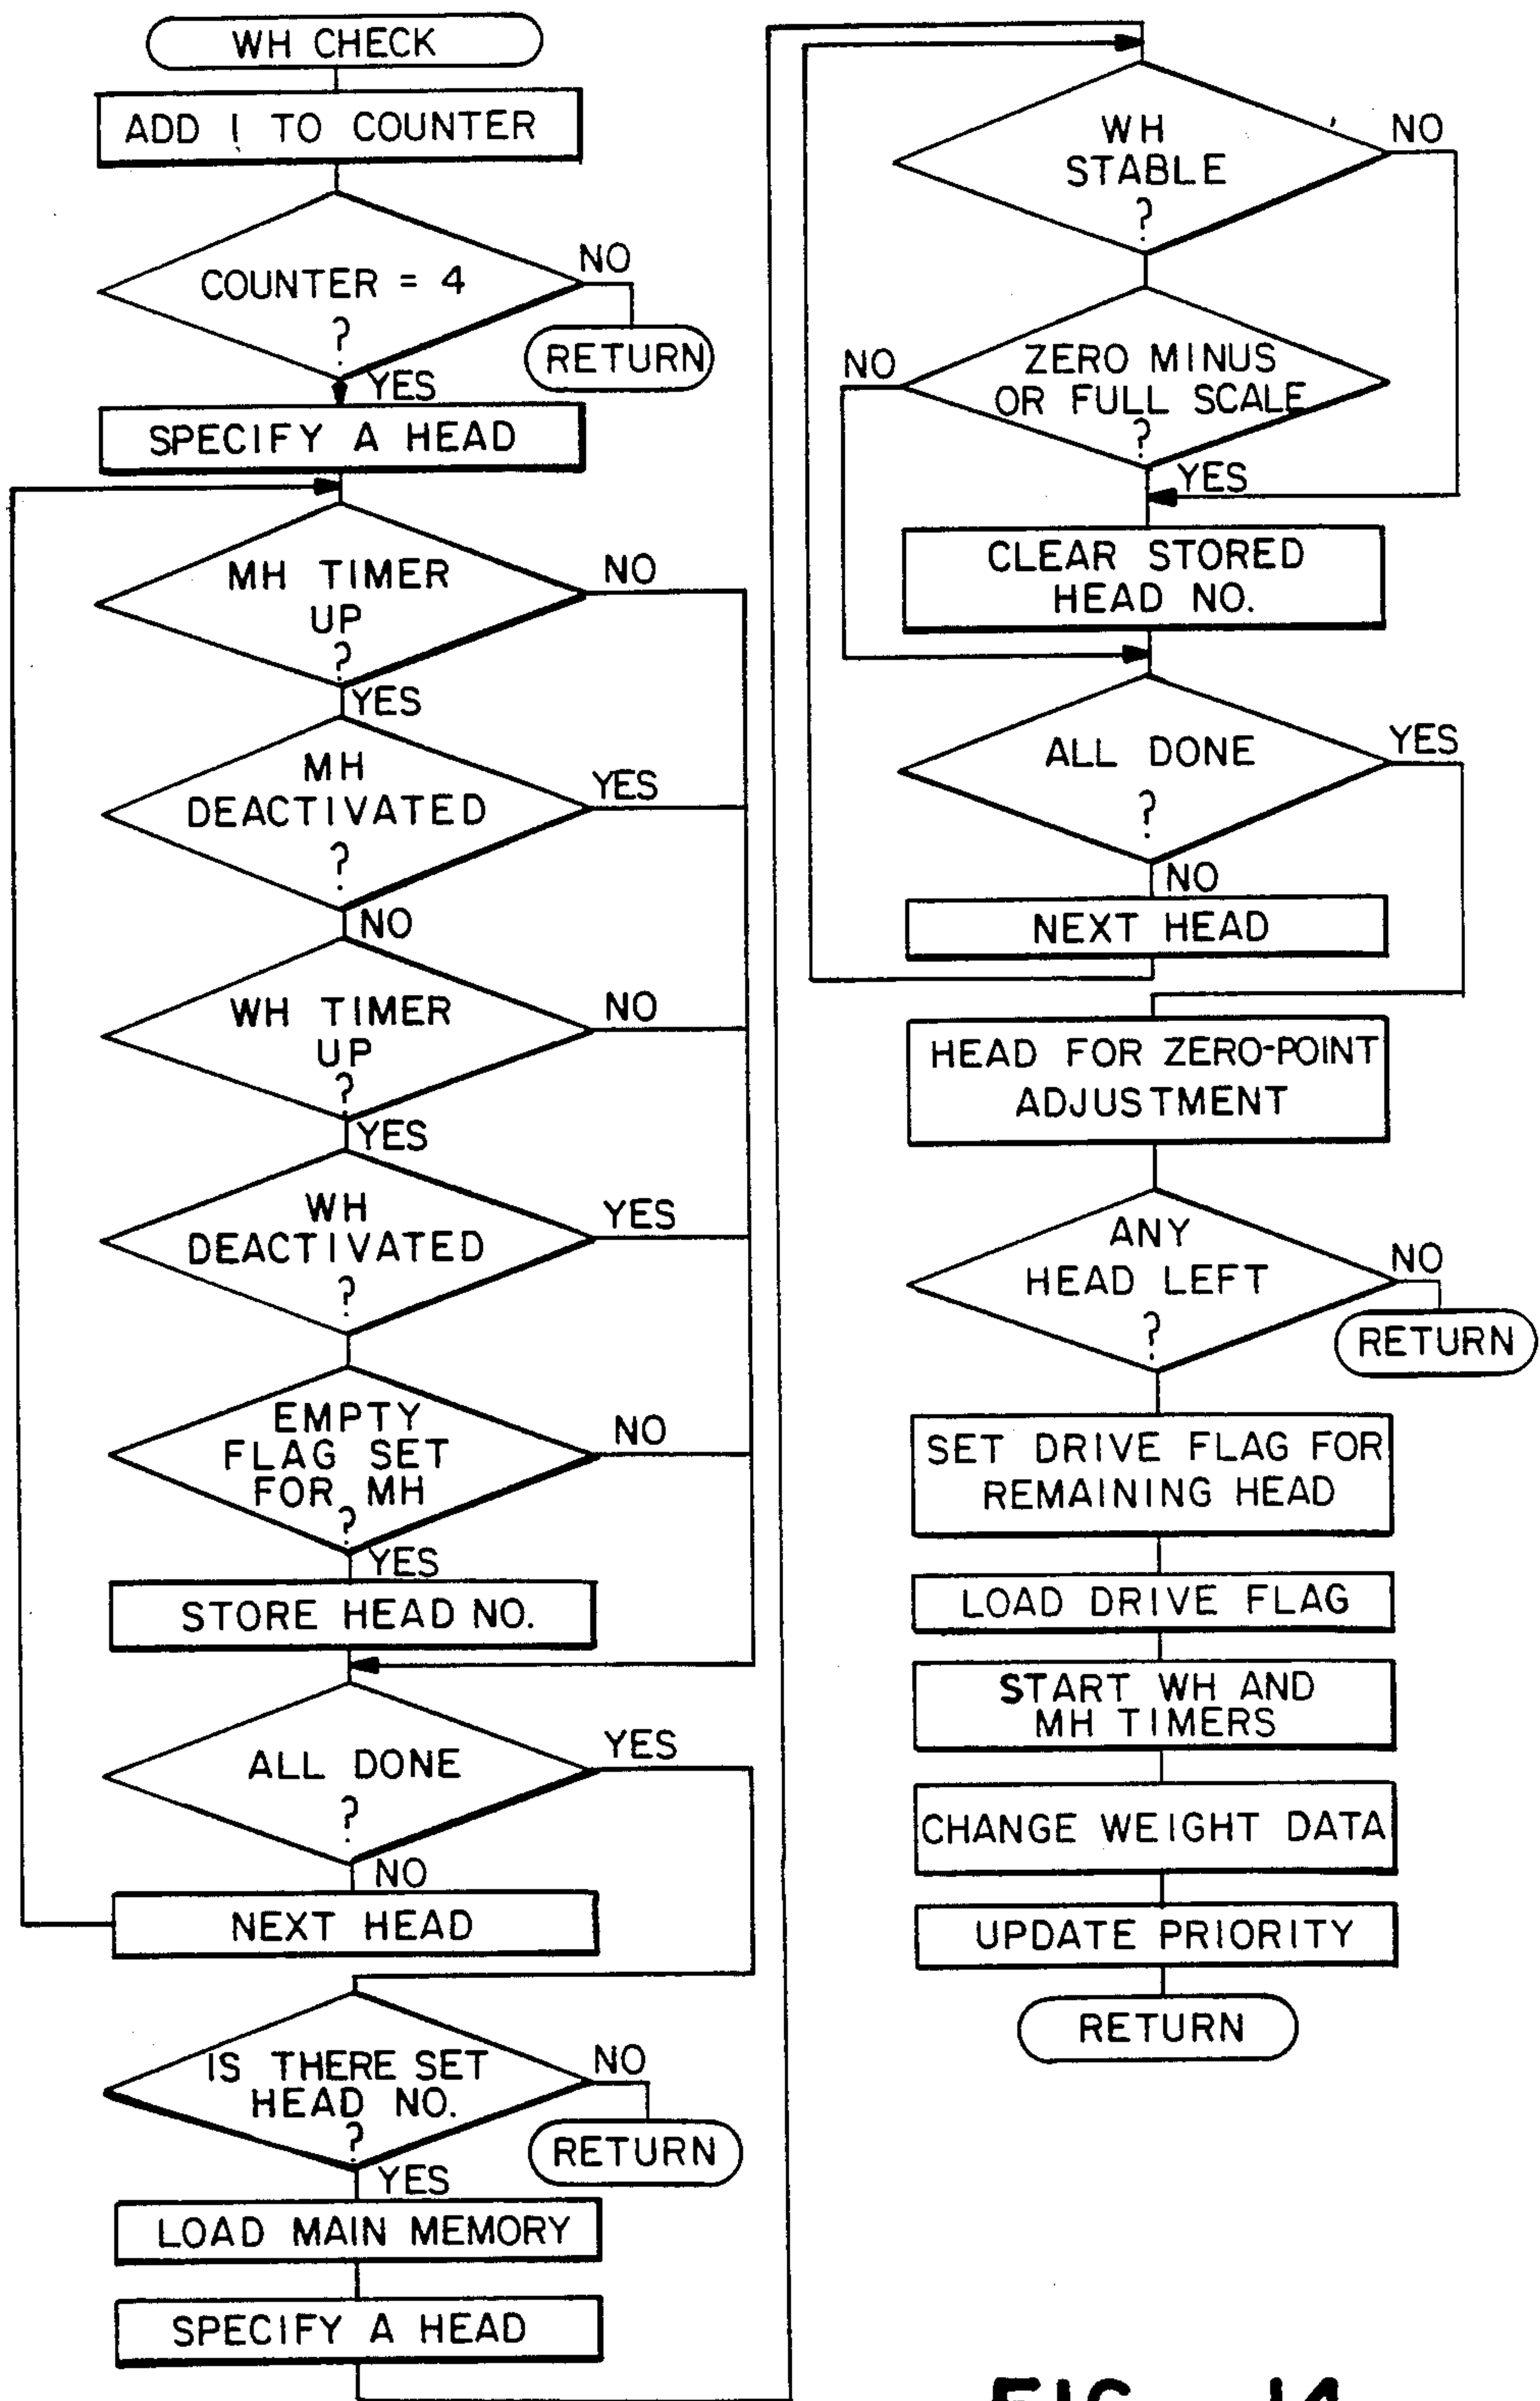 WH CHECK
ADD 1 TO COUNTER
COUNTER = 4
?
NO
RETURN
YES
SPECIFY A HEAD
MH TIMER
UP
?
NO
YES
MH
DEACTIVATED
?
YES
NO
WH TIMER
UP
?
NO
YES
WH
DEACTIVATED
?
YES
EMPTY
FLAG SET
FOR MH
?
NO
YES
STORE HEAD NO.
ALL DONE
?
YES
NO
NEXT HEAD
IS THERE SET
HEAD NO.
?
NO
RETURN
YES
LOAD MAIN MEMORY
SPECIFY A HEAD
WH
STABLE
?
NO
ZERO MINUS
OR FULL SCALE
?
NO
YES
CLEAR STORED
HEAD NO.
ALL DONE
?
YES
NO
NEXT HEAD
HEAD FOR ZERO-POINT
ADJUSTMENT
ANY
HEAD LEFT
?
NO
RETURN
SET DRIVE FLAG FOR
REMAINING HEAD
LOAD DRIVE FLAG
START WH AND
MH TIMERS
CHANGE WEIGHT DATA
UPDATE PRIORITY
RETURN
FIG. 14